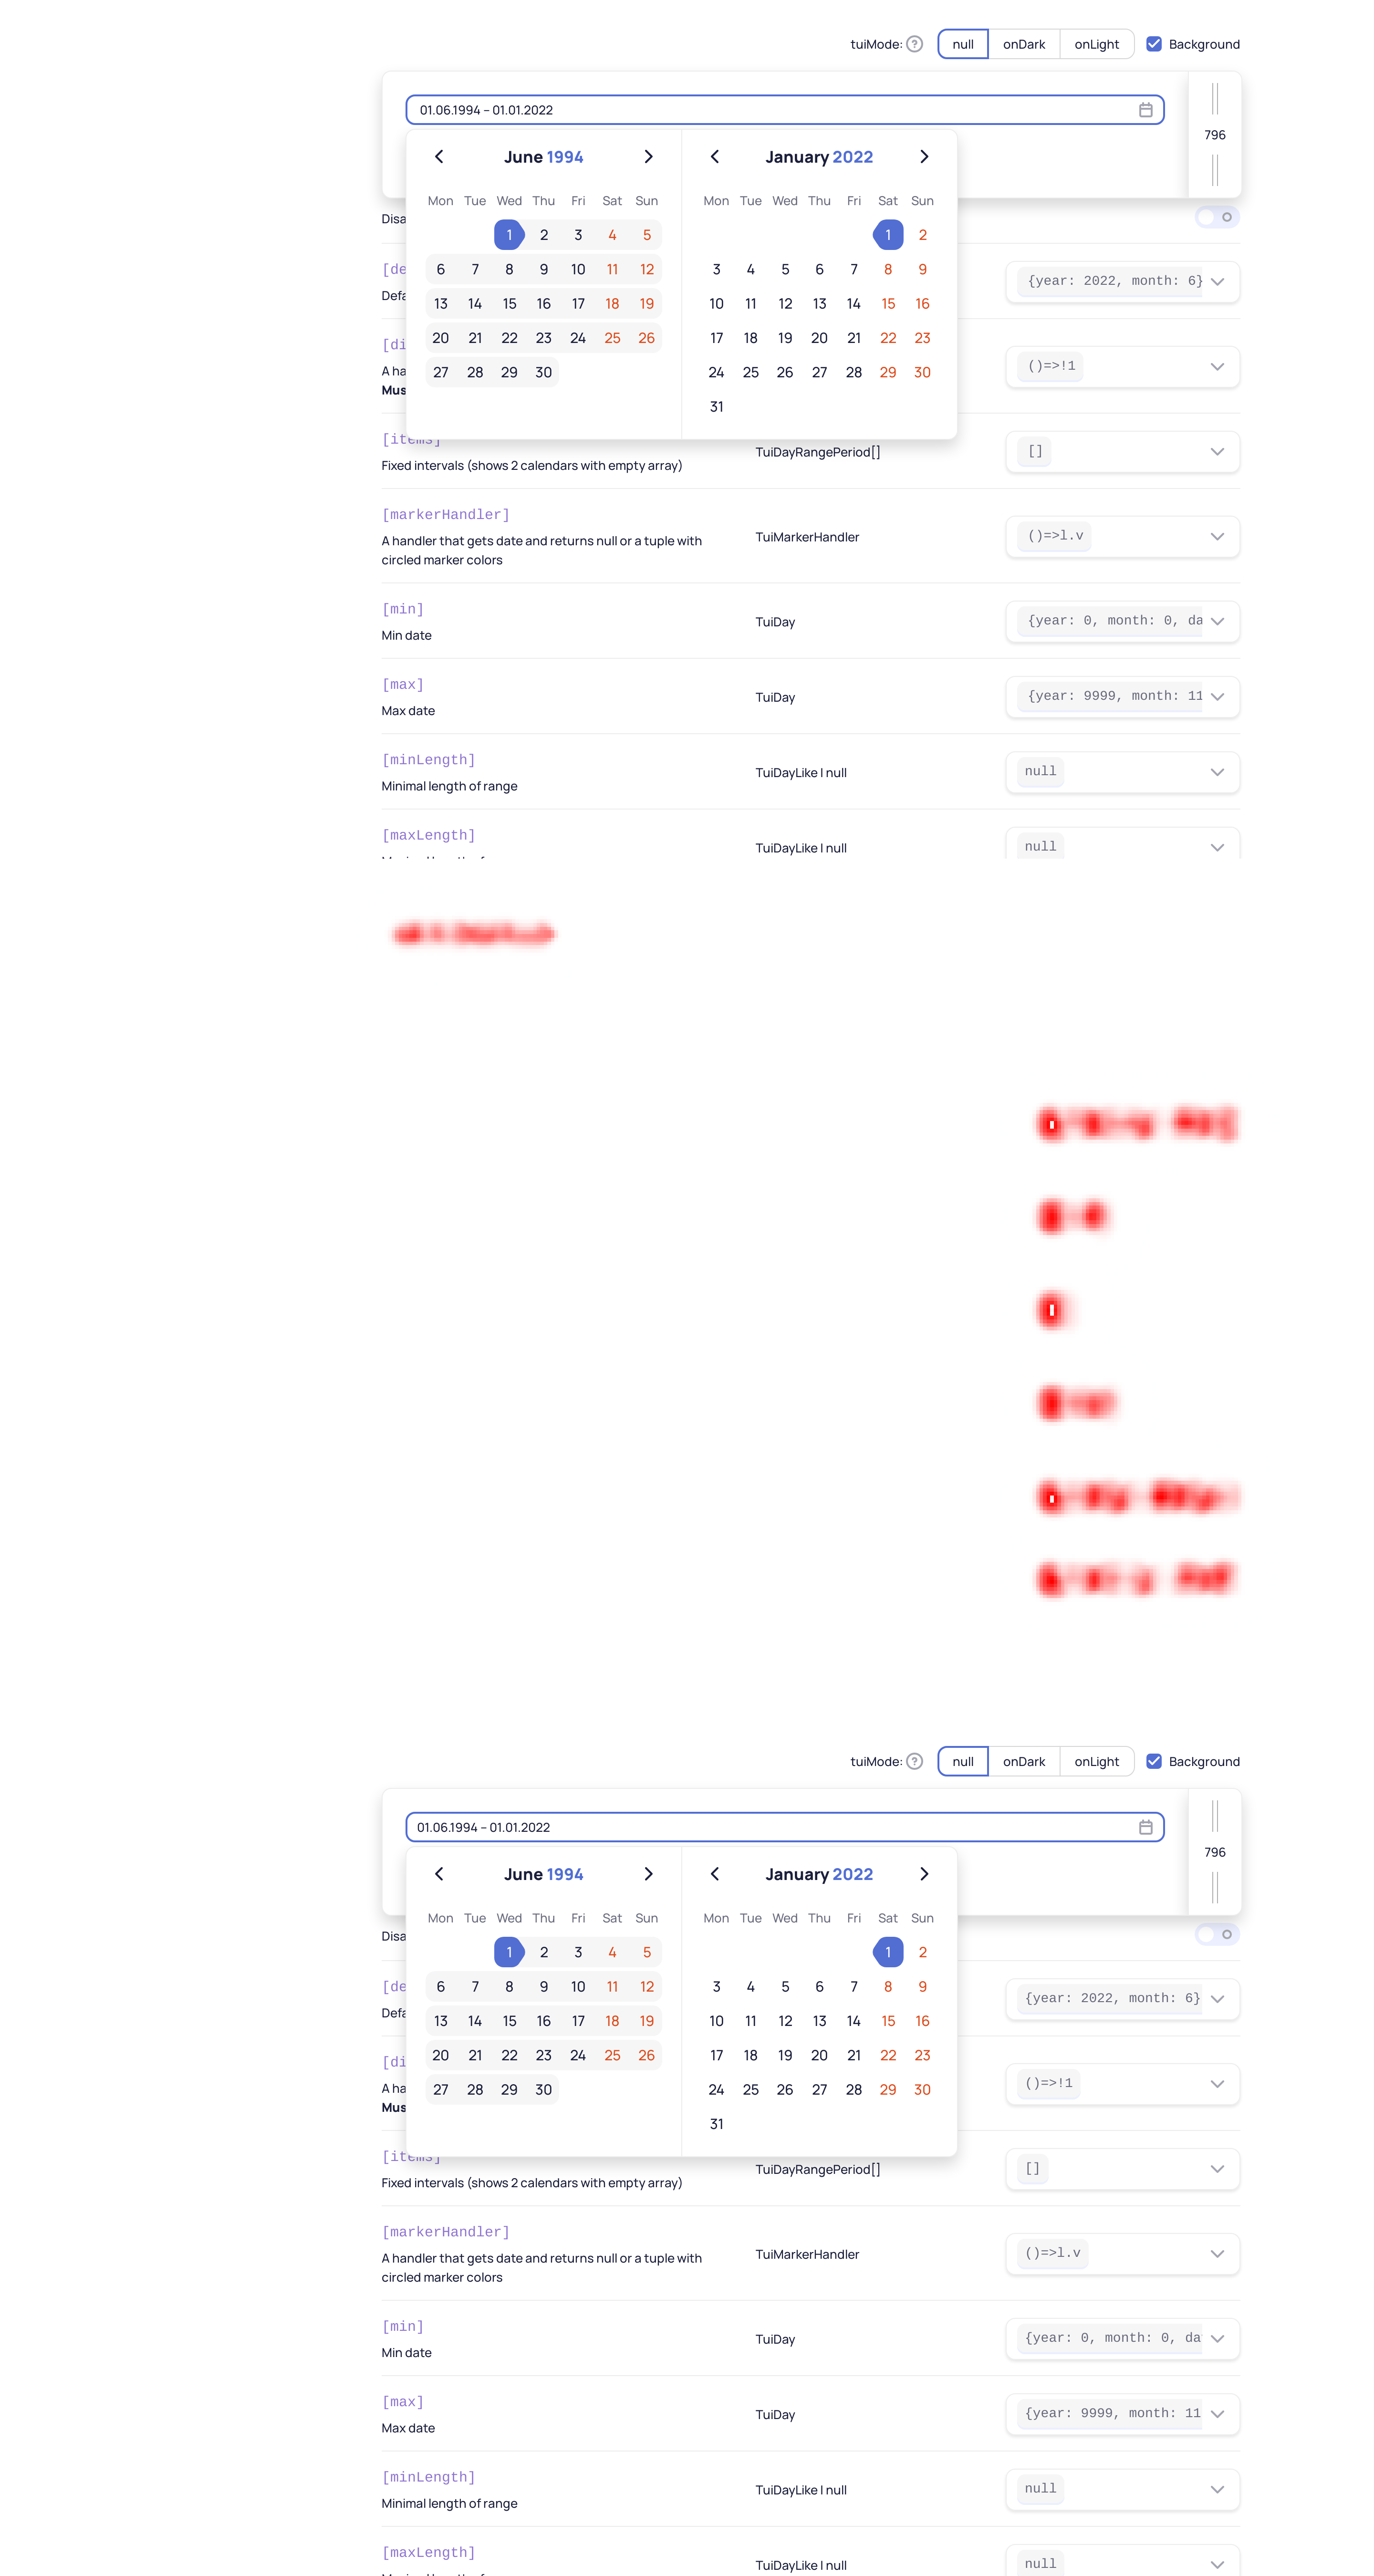 tuiMode: ? null onDark onLight Background
01.06.1994 – 01.01.2022
796
June 1994 January 2022
Mon Tue Wed Thu Fri Sat Sun Mon Tue Wed Thu Fri Sat Sun
Disa
1 2 3 4 5 1 2
[de
6 7 8 9 10 11 12 3 4 5 6 7 8 9
{year: 2022, month: 6}
Defa
13 14 15 16 17 18 19 10 11 12 13 14 15 16
[di
20 21 22 23 24 25 26 17 18 19 20 21 22 23
()=>!1
A ha
27 28 29 30 24 25 26 27 28 29 30
Mus
31
[items]
Fixed intervals (shows 2 calendars with empty array)
TuiDayRangePeriod[]
[]
[markerHandler]
A handler that gets date and returns null or a tuple with
circled marker colors
TuiMarkerHandler
()=>l.v
[min]
Min date
TuiDay
{year: 0, month: 0, da
[max]
Max date
TuiDay
{year: 9999, month: 11
[minLength]
Minimal length of range
TuiDayLike | null
null
[maxLength]
TuiDayLike | null
null
tuiMode: ? null onDark onLight Background
01.06.1994 – 01.01.2022
796
June 1994 January 2022
Mon Tue Wed Thu Fri Sat Sun Mon Tue Wed Thu Fri Sat Sun
Disa
1 2 3 4 5 1 2
[de
6 7 8 9 10 11 12 3 4 5 6 7 8 9
{year: 2022, month: 6}
Defa
13 14 15 16 17 18 19 10 11 12 13 14 15 16
[di
20 21 22 23 24 25 26 17 18 19 20 21 22 23
()=>!1
A ha
27 28 29 30 24 25 26 27 28 29 30
Mus
31
[items]
Fixed intervals (shows 2 calendars with empty array)
TuiDayRangePeriod[]
[]
[markerHandler]
A handler that gets date and returns null or a tuple with
circled marker colors
TuiMarkerHandler
()=>l.v
[min]
Min date
TuiDay
{year: 0, month: 0, da
[max]
Max date
TuiDay
{year: 9999, month: 11
[minLength]
Minimal length of range
TuiDayLike | null
null
[maxLength]
TuiDayLike | null
null